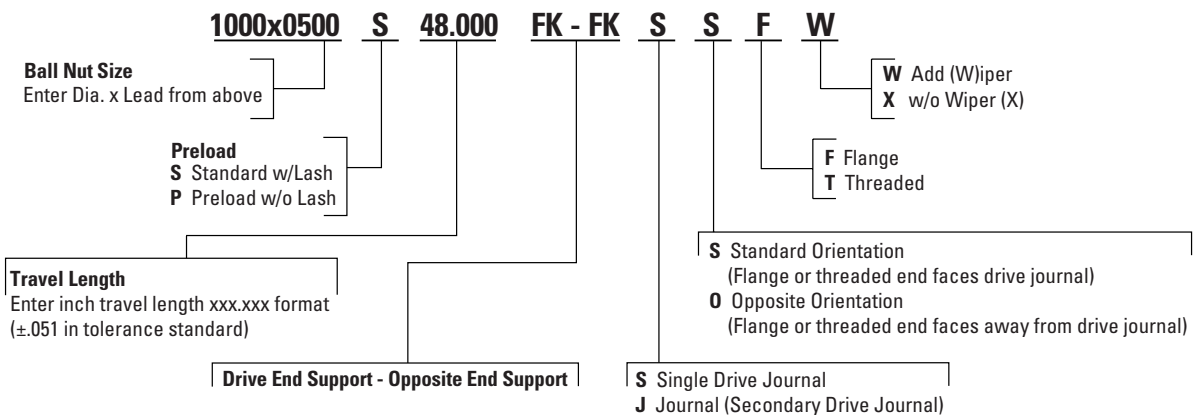 1000x0500 S 48.000 FK - FK S S F W
Ball Nut Size
Enter Dia. x Lead from above
W Add (W)iper
X w/o Wiper (X)
Preload
S Standard w/Lash
P Preload w/o Lash
F Flange
T Threaded
Travel Length
Enter inch travel length xxx.xxx format
(±.051 in tolerance standard)
S Standard Orientation
(Flange or threaded end faces drive journal)
O Opposite Orientation
(Flange or threaded end faces away from drive journal)
Drive End Support - Opposite End Support
S Single Drive Journal
J Journal (Secondary Drive Journal)